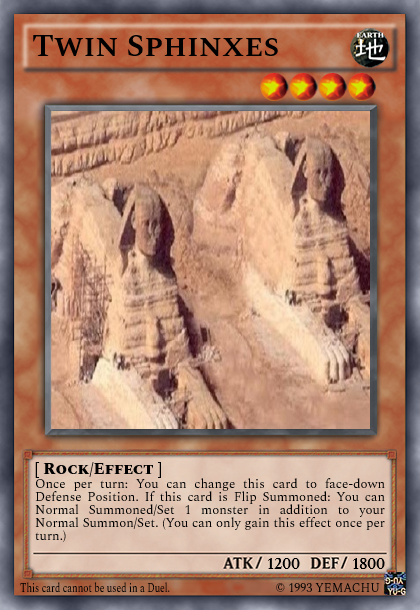 Twin Sphinxes
EARTH
地
[ Rock/Effect ]
Once per turn: You can change this card to face-down
Defense Position. If this card is Flip Summoned: You can
Normal Summoned/Set 1 monster in addition to your
Normal Summon/Set. (You can only gain this effect once per
turn.)
ATK/ 1200 DEF/ 1800
This card cannot be used in a Duel.
© 1993 YEMACHU